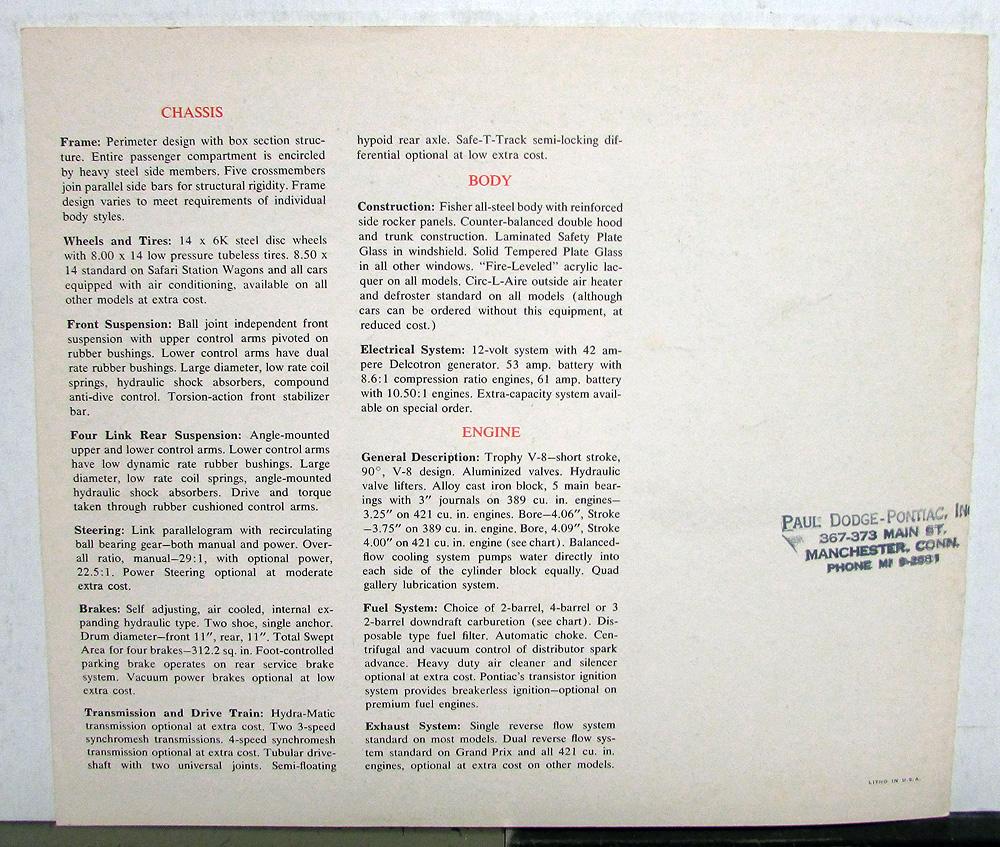 CHASSIS
Frame: Perimeter design with box section struc-
ture. Entire passenger compartment is encircled
by heavy steel side members. Five crossmembers
join parallel side bars for structural rigidity. Frame
design varies to meet requirements of individual
body styles.
Wheels and Tires: 14 x 6K steel disc wheels
with 8.00 x 14 low pressure tubeless tires. 8.50 x
14 standard on Safari Station Wagons and all cars
equipped with air conditioning, available on all
other models at extra cost.
Front Suspension: Ball joint independent front
suspension with upper control arms pivoted on
rubber bushings. Lower control arms have dual
rate rubber bushings. Large diameter, low rate coil
springs, hydraulic shock absorbers, compound
anti-dive control. Torsion-action front stabilizer
bar.
Four Link Rear Suspension: Angle-mounted
upper and lower control arms. Lower control arms
have low dynamic rate rubber bushings. Large
diameter, low rate coil springs, angle-mounted
hydraulic shock absorbers. Drive and torque
taken through rubber cushioned control arms.
Steering: Link parallelogram with recirculating
ball bearing gear—both manual and power. Over-
all ratio, manual—29:1, with optional power,
22.5:1. Power Steering optional at moderate
extra cost.
Brakes: Self adjusting, air cooled, internal ex-
panding hydraulic type. Two shoe, single anchor.
Drum diameter—front 11″, rear, 11″. Total Swept
Area for four brakes—312.2 sq. in. Foot-controlled
parking brake operates on rear service brake
system. Vacuum power brakes optional at low
extra cost.
Transmission and Drive Train: Hydra-Matic
transmission optional at extra cost. Two 3-speed
synchromesh transmissions. 4-speed synchromesh
transmission optional at extra cost. Tubular drive-
shaft with two universal joints. Semi-floating
hypoid rear axle. Safe-T-Track semi-locking dif-
ferential optional at low extra cost.
BODY
Construction: Fisher all-steel body with reinforced
side rocker panels. Counter-balanced double hood
and trunk construction. Laminated Safety Plate
Glass in windshield. Solid Tempered Plate Glass
in all other windows. “Fire-Leveled” acrylic lac-
quer on all models. Circ-L-Aire outside air heater
and defroster standard on all models (although
cars can be ordered without this equipment, at
reduced cost.)
Electrical System: 12-volt system with 42 am-
pere Delcotron generator. 53 amp. battery with
8.6:1 compression ratio engines, 61 amp. battery
with 10.50:1 engines. Extra-capacity system avail-
able on special order.
ENGINE
General Description: Trophy V-8—short stroke,
90°, V-8 design. Aluminized valves. Hydraulic
valve lifters. Alloy cast iron block, 5 main bear-
ings with 3″ journals on 389 cu. in. engines—
3.25″ on 421 cu. in. engines. Bore—4.06″, Stroke
—3.75″ on 389 cu. in. engine. Bore, 4.09″, Stroke
4.00″ on 421 cu. in. engine (see chart). Balanced-
flow cooling system pumps water directly into
each side of the cylinder block equally. Quad
gallery lubrication system.
Fuel System: Choice of 2-barrel, 4-barrel or 3
2-barrel downdraft carburetion (see chart). Dis-
posable type fuel filter. Automatic choke. Cen-
trifugal and vacuum control of distributor spark
advance. Heavy duty air cleaner and silencer
optional at extra cost. Pontiac’s transistor ignition
system provides breakerless ignition—optional on
premium fuel engines.
Exhaust System: Single reverse flow system
standard on most models. Dual reverse flow sys-
tem standard on Grand Prix and all 421 cu. in.
engines, optional at extra cost on other models.
PAUL DODGE-PONTIAC, IN
367-373 MAIN ST.
MANCHESTER, CONN.
PHONE MI 9-2881
LITHO IN U.S.A.